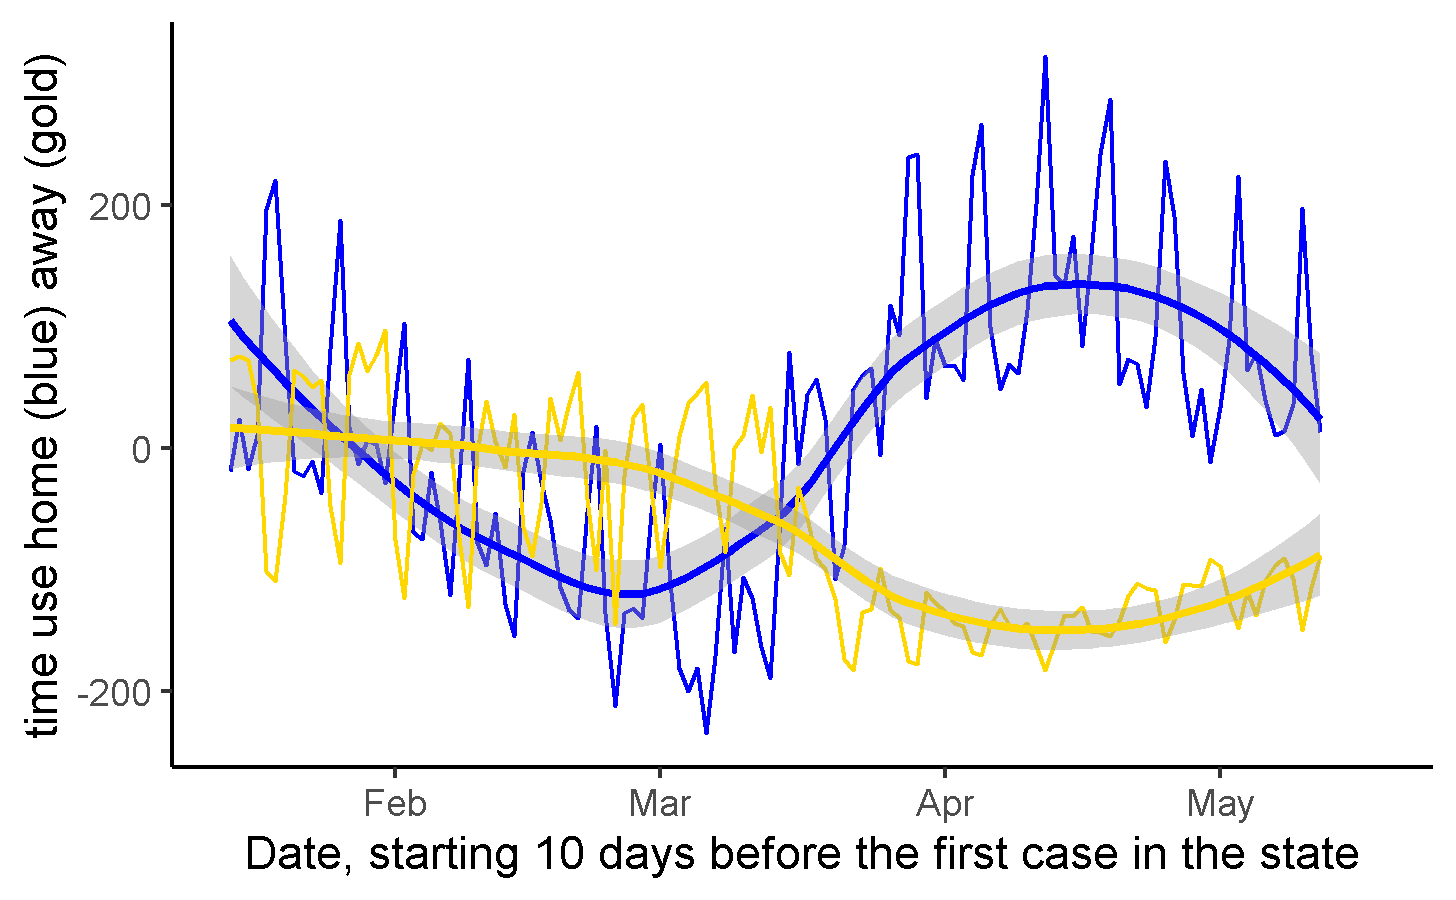 time use home (blue) away (gold)
200
0
-200
Feb Mar Apr May
Date, starting 10 days before the first case in the state